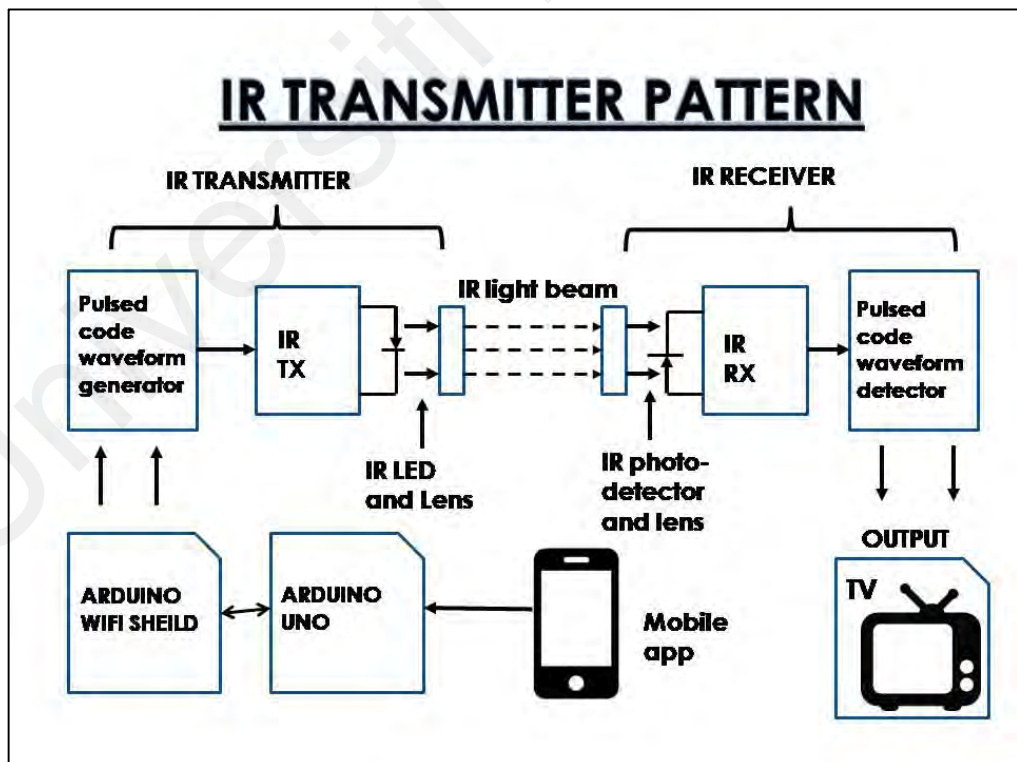 IR TRANSMITTER PATTERN
IR TRANSMITTER
IR RECEIVER
Pulsed
code
waveform
generator
IR
TX
IR light beam
IR
RX
Pulsed
code
waveform
detector
IR LED
and Lens
IR photo-
detector
and lens
ARDUINO
WIFI SHEILD
ARDUINO
UNO
Mobile
app
OUTPUT
TV